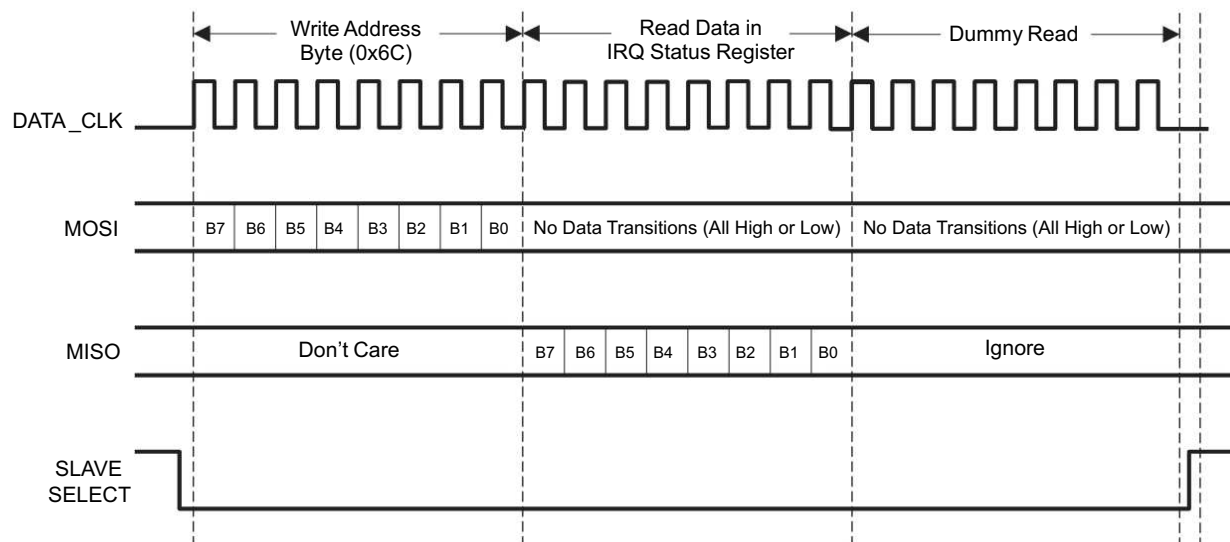 Write Address
Byte (0x6C)
Read Data in
IRQ Status Register
Dummy Read
DATA_CLK
MOSI
B7 B6 B5 B4 B3 B2 B1 B0 No Data Transitions (All High or Low) No Data Transitions (All High or Low)
MISO
Don't Care
B7 B6 B5 B4 B3 B2 B1 B0
Ignore
SLAVE
SELECT